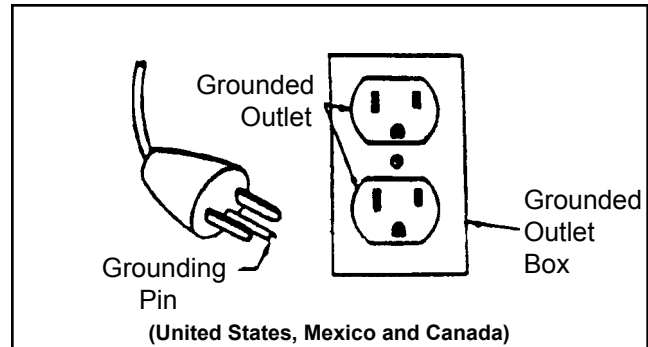 Grounded
Outlet
Grounded
Outlet
Box
Grounding
Pin
(United States, Mexico and Canada)